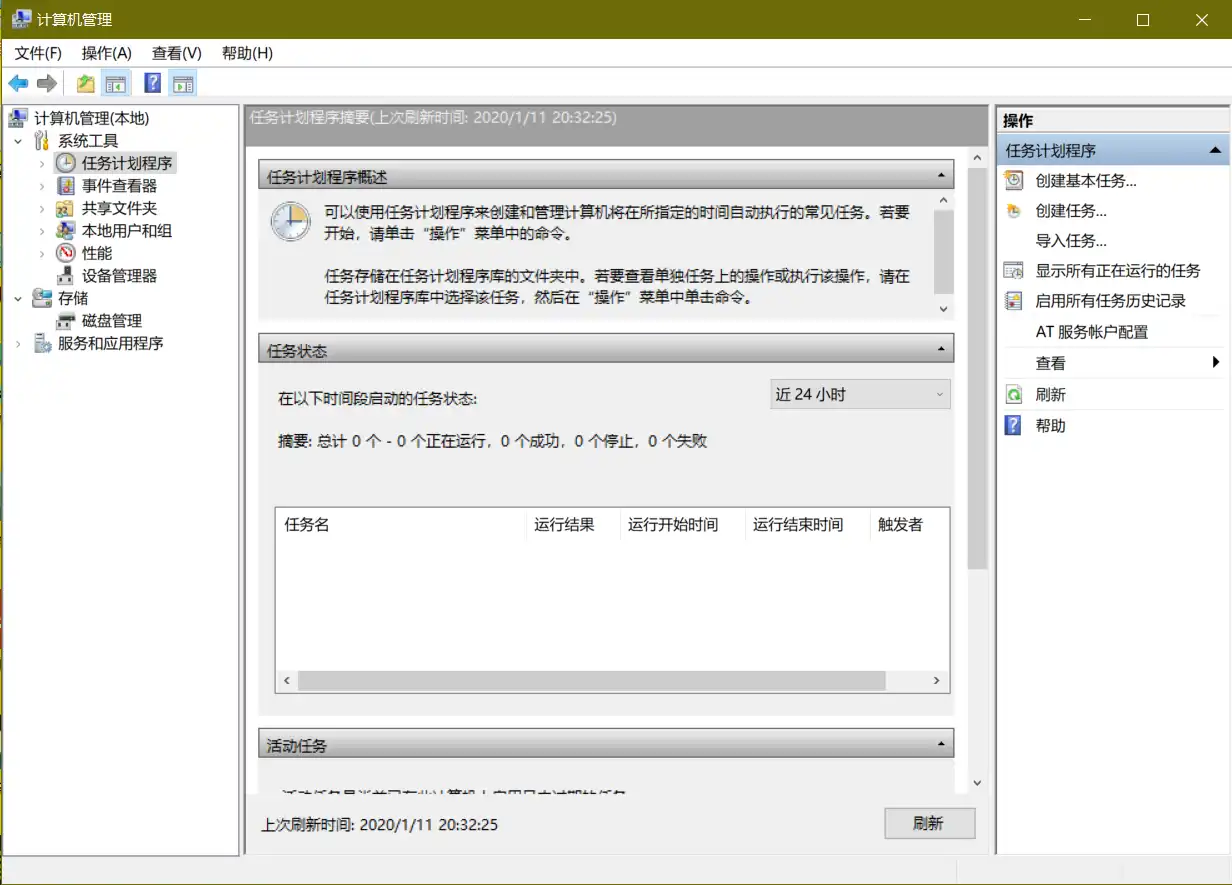 计算机管理
文件(F) 操作(A) 查看(V) 帮助(H)
计算机管理(本地)
系统工具
任务计划程序
事件查看器
共享文件夹
本地用户和组
性能
设备管理器
存储
磁盘管理
服务和应用程序
任务计划程序摘要(上次刷新时间: 2020/1/11 20:32:25)
任务计划程序概述
可以使用任务计划程序来创建和管理计算机将在所指定的时间自动执行的常见任务。若要
开始，请单击“操作”菜单中的命令。
任务存储在任务计划程序库的文件夹中。若要查看单独任务上的操作或执行该操作，请在
任务计划程序库中选择该任务，然后在“操作”菜单中单击命令。
任务状态
在以下时间段启动的任务状态:
近 24 小时
摘要: 总计 0 个 - 0 个正在运行，0 个成功，0 个停止，0 个失败
任务名 运行结果 运行开始时间 运行结束时间 触发者
活动任务
上次刷新时间: 2020/1/11 20:32:25
刷新
操作
任务计划程序
创建基本任务...
创建任务...
导入任务...
显示所有正在运行的任务
启用所有任务历史记录
AT 服务帐户配置
查看
刷新
帮助